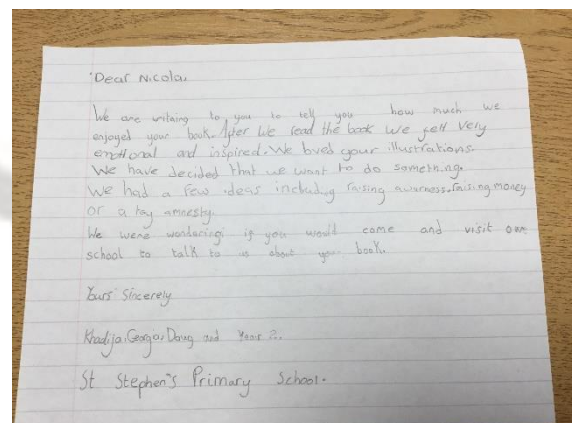 Dear Nicola,
We are writing to you to tell you how much we
enjoyed your book. After we read the book we felt very
emotional and inspired. We loved your illustrations.
We have decided that we want to do something.
We had a few ideas including raising awarness, raising money
or a toy amnesty.
We were wondering if you would come and visit our
school to talk to us about your book.
Yours Sincerely
Khadija, Georga, and Year
St Stephen's Primary School.